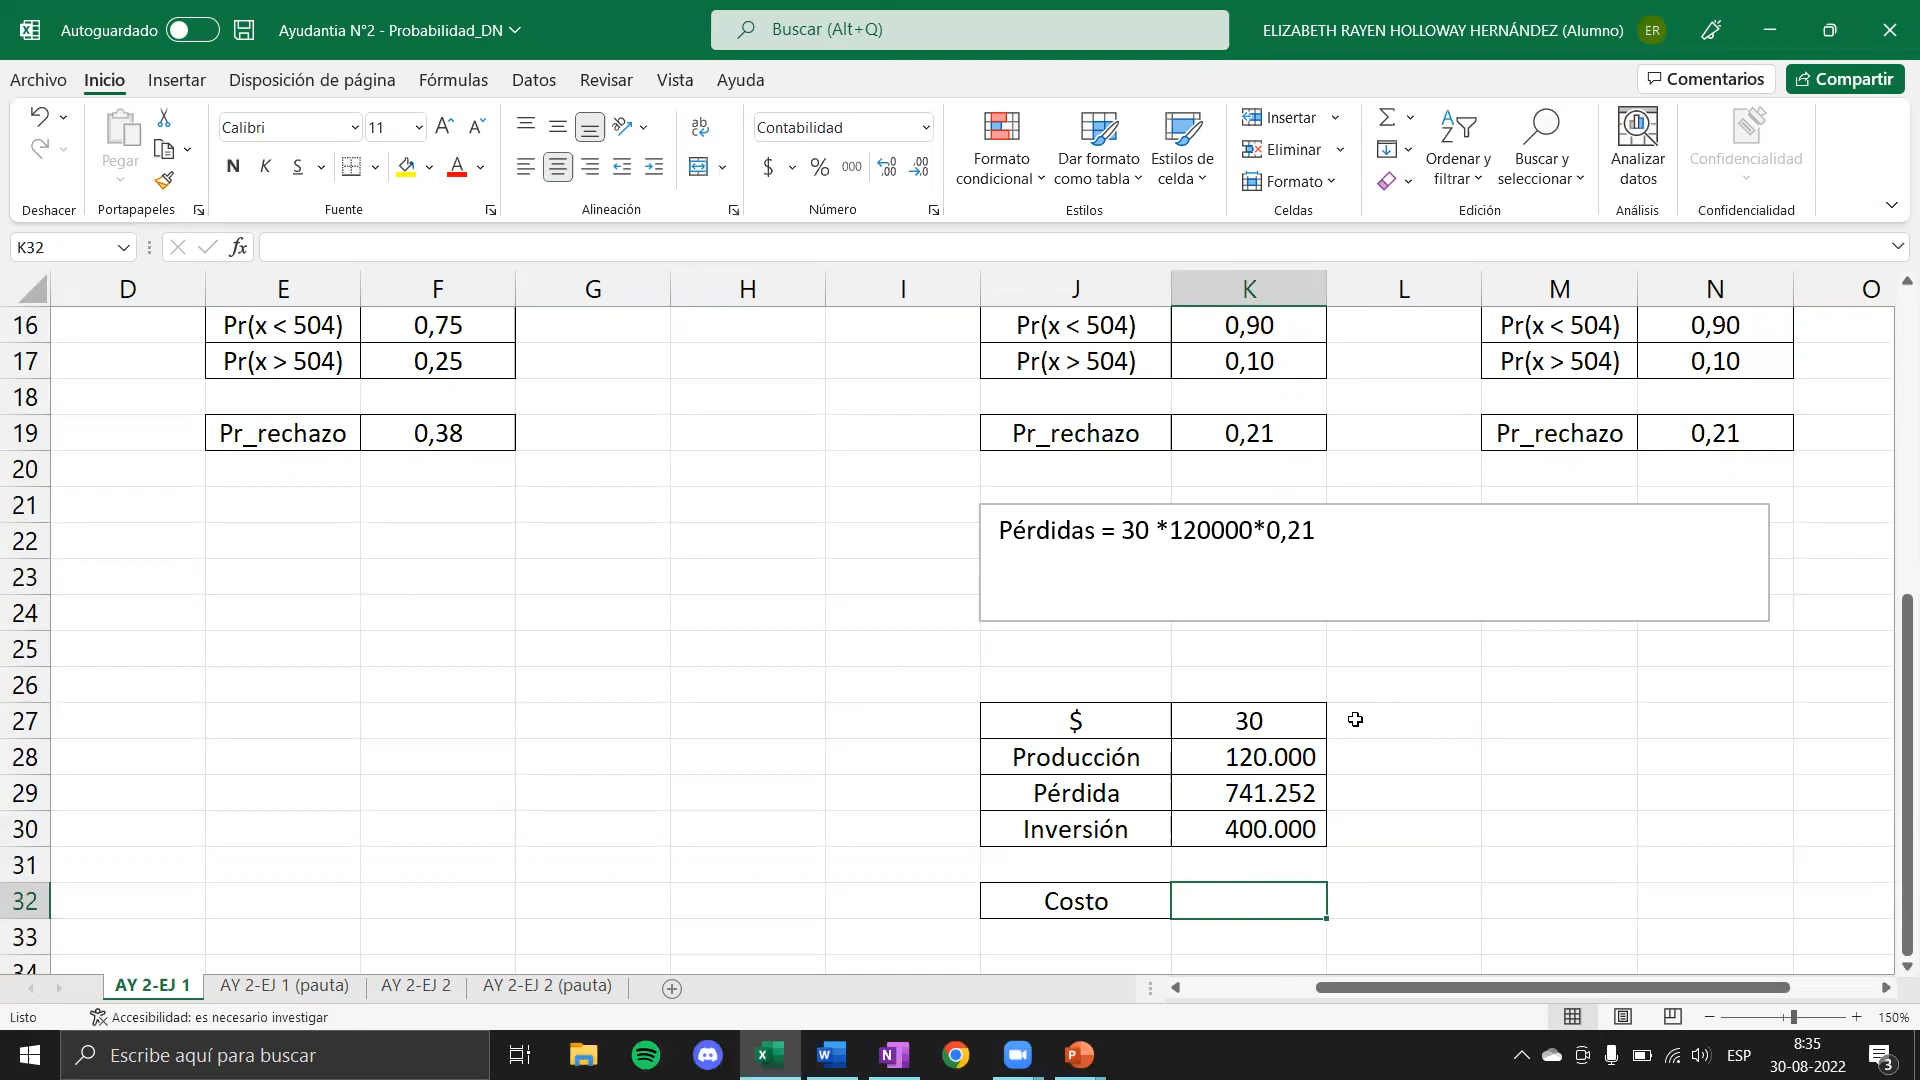 Autoguardado
Ayudantia N°2 - Probabilidad_DN
Buscar (Alt+Q)
ELIZABETH RAYEN HOLLOWAY HERNÁNDEZ (Alumno)
ER
Archivo Inicio Insertar Disposición de página Fórmulas Datos Revisar Vista Ayuda
Comentarios
Compartir
Pegar
Calibri 11
N K S
ab
Contabilidad
$ % 000
Formato condicional
Dar formato como tabla
Estilos de celda
Insertar
Eliminar
Formato
Ordenar y filtrar
Buscar y seleccionar
Analizar datos
Confidencialidad
Deshacer Portapapeles Fuente Alineación Número Estilos Celdas Edición Análisis Confidencialidad
K32
fx
D E F G H I J K L M N O
16 Pr(x < 504) 0,75 Pr(x < 504) 0,90 Pr(x < 504) 0,90
17 Pr(x > 504) 0,25 Pr(x > 504) 0,10 Pr(x > 504) 0,10
18
19 Pr_rechazo 0,38 Pr_rechazo 0,21 Pr_rechazo 0,21
20
21
22 Pérdidas = 30 *120000*0,21
23
24
25
26
27 $ 30
28 Producción 120.000
29 Pérdida 741.252
30 Inversión 400.000
31
32 Costo
33
34
AY 2-EJ 1 AY 2-EJ 1 (pauta) AY 2-EJ 2 AY 2-EJ 2 (pauta)
Listo
Accesibilidad: es necesario investigar
150%
Escribe aquí para buscar
ESP
8:35
30-08-2022
3